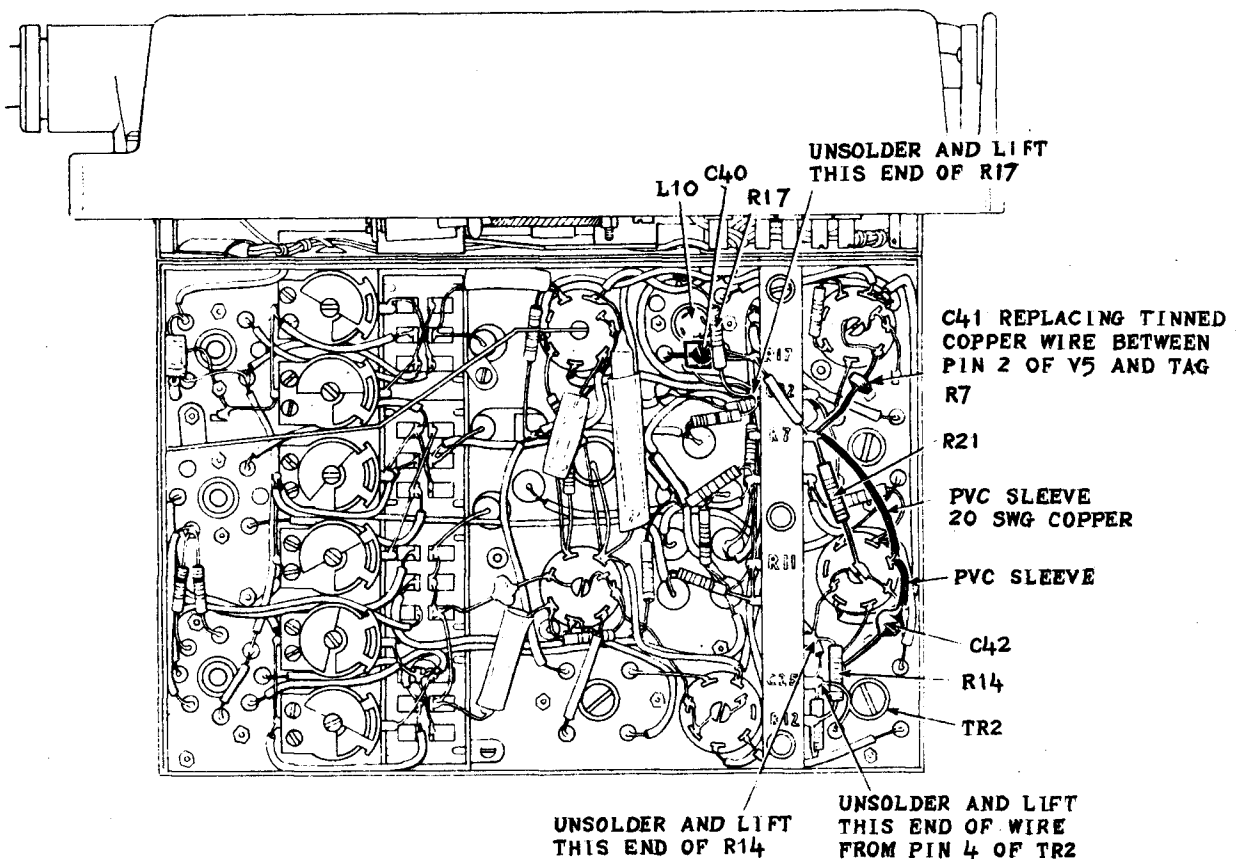 UNSOLDER AND LIFT
THIS END OF R17
C40
L10
R17
C41 REPLACING TINNED
COPPER WIRE BETWEEN
PIN 2 OF V5 AND TAG
R7
R17
R7
R21
PVC SLEEVE
20 SWG COPPER
R11
PVC SLEEVE
C42
R14
R12
TR2
UNSOLDER AND LIFT
THIS END OF R14
UNSOLDER AND LIFT
THIS END OF WIRE
FROM PIN 4 OF TR2